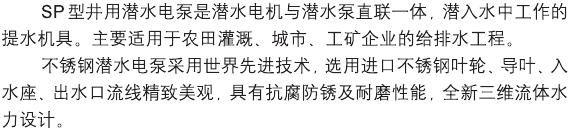 SP型井用潜水电泵是潜水电机与潜水泵直联一体，潜入水中工作的
提水机具。主要适用于农田灌溉、城市、工矿企业的给排水工程。
不锈钢潜水电泵采用世界先进技术，选用进口不锈钢叶轮、导叶、入
水座、出水口流线精致美观，具有抗腐防锈及耐磨性能，全新三维流体水
力设计。